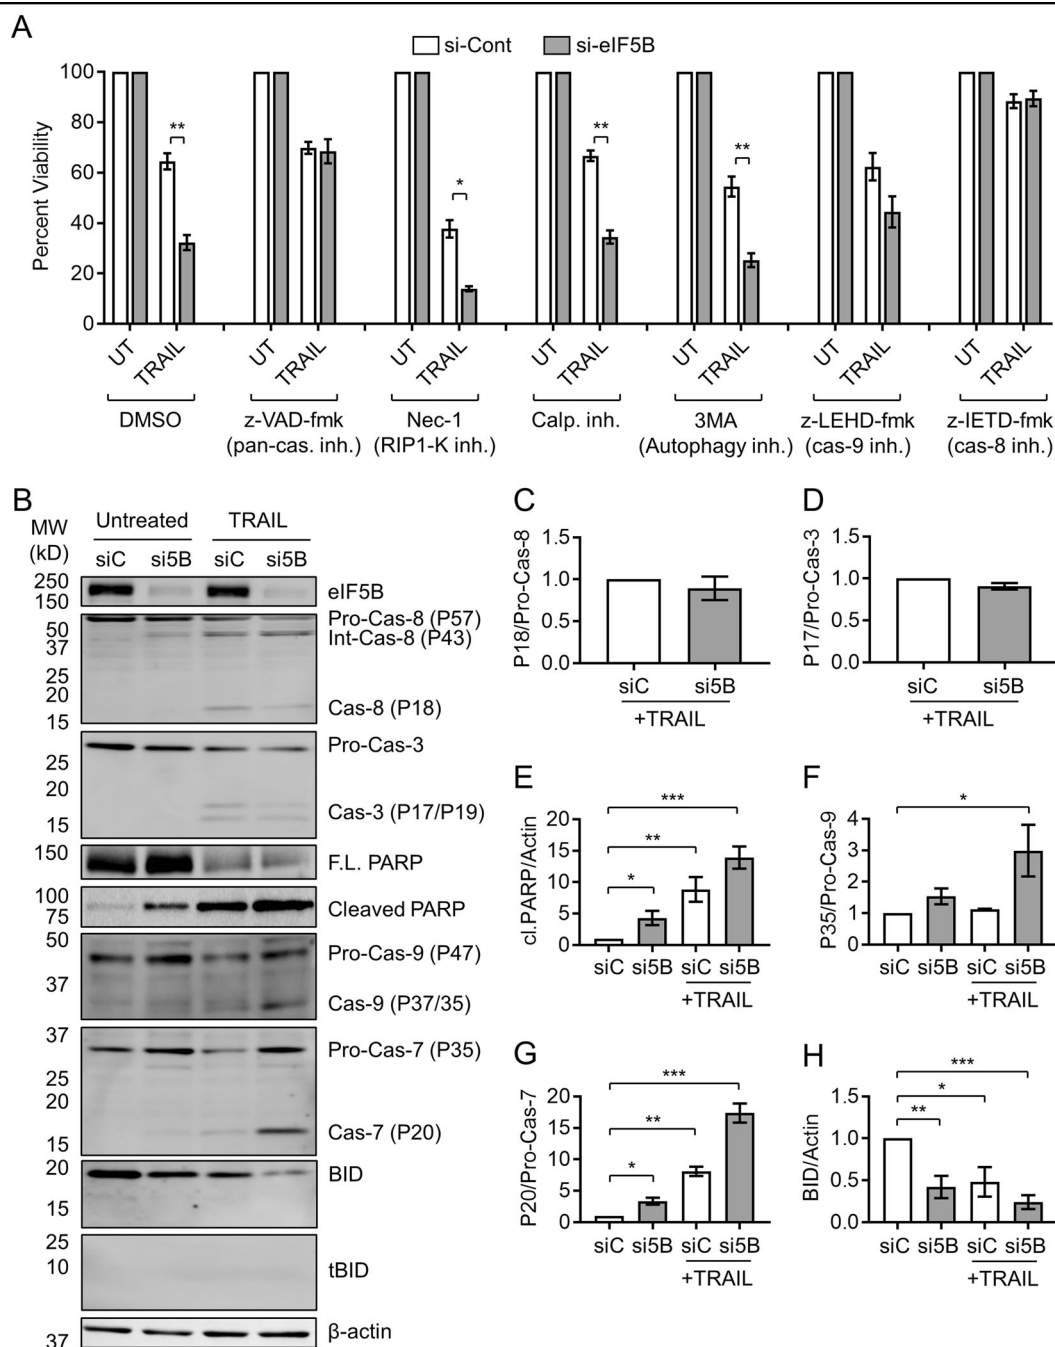 A
si-Cont si-eIF5B
Percent Viability
100
80
60
40
20
0
** * ** **
UT TRAIL UT TRAIL UT TRAIL UT TRAIL UT TRAIL UT TRAIL UT TRAIL
DMSO z-VAD-fmk Nec-1 Calp. inh. 3MA z-LEHD-fmk z-IETD-fmk
(pan-cas. inh.) (RIP1-K inh.) (Autophagy inh.) (cas-9 inh.) (cas-8 inh.)
B
MW
(kD)
Untreated TRAIL
siC si5B siC si5B
250
150
eIF5B
Pro-Cas-8 (P57)
50
Int-Cas-8 (P43)
37
25
20
Cas-8 (P18)
15
Pro-Cas-3
25
20
Cas-3 (P17/P19)
15
150
F.L. PARP
100
Cleaved PARP
75
50
Pro-Cas-9 (P47)
37
Cas-9 (P37/35)
37
Pro-Cas-7 (P35)
25
20
Cas-7 (P20)
15
20
BID
15
25
10
tBID
β-actin
37
C
P18/Pro-Cas-8
1.5
1.0
0.5
0.0
siC si5B
+TRAIL
D
P17/Pro-Cas-3
1.5
1.0
0.5
0.0
siC si5B
+TRAIL
E
cl.PARP/Actin
20
15
10
5
0
***
**
*
siC si5B siC si5B
+TRAIL
F
P35/Pro-Cas-9
4
3
2
1
0
*
siC si5B siC si5B
+TRAIL
G
P20/Pro-Cas-7
20
15
10
5
0
***
**
*
siC si5B siC si5B
+TRAIL
H
BID/Actin
1.5
1.0
0.5
0.0
***
*
**
siC si5B siC si5B
+TRAIL